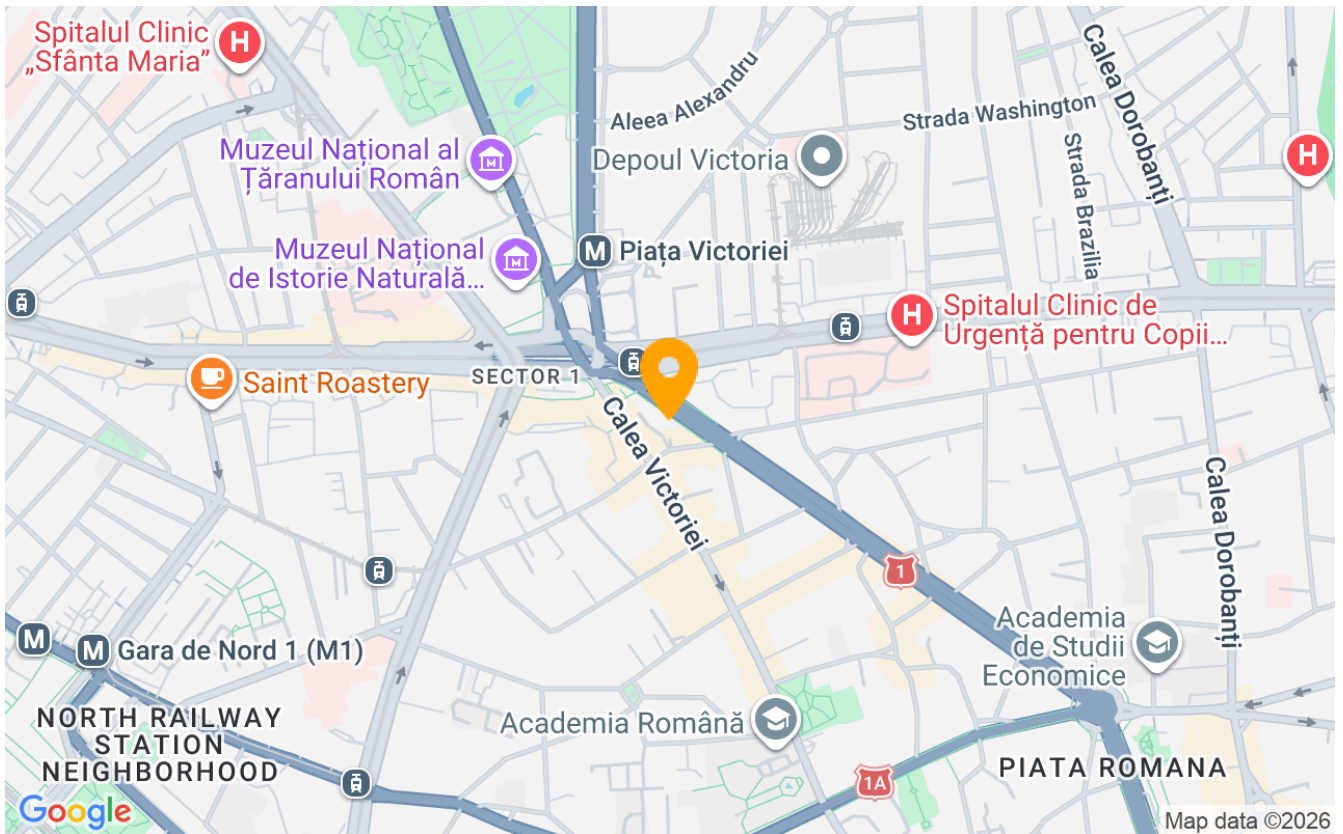 Spitalul Clinic
„Sfânta Maria”
H
Calea Dorobanți
Aleea Alexandru
Strada Washington
Muzeul Național al
Țăranului Român
Depoul Victoria
H
Strada Brazilia
M
Piața Victoriei
Muzeul Național
de Istorie Naturală...
H
Spitalul Clinic de
Urgență pentru Copii...
Saint Roastery
SECTOR 1
Calea Victoriei
Calea Dorobanți
1
Academia
de Studii
Economice
M
M
Gara de Nord 1 (M1)
NORTH RAILWAY
STATION
NEIGHBORHOOD
Academia Română
PIATA ROMANA
1A
Google
Map data ©2026